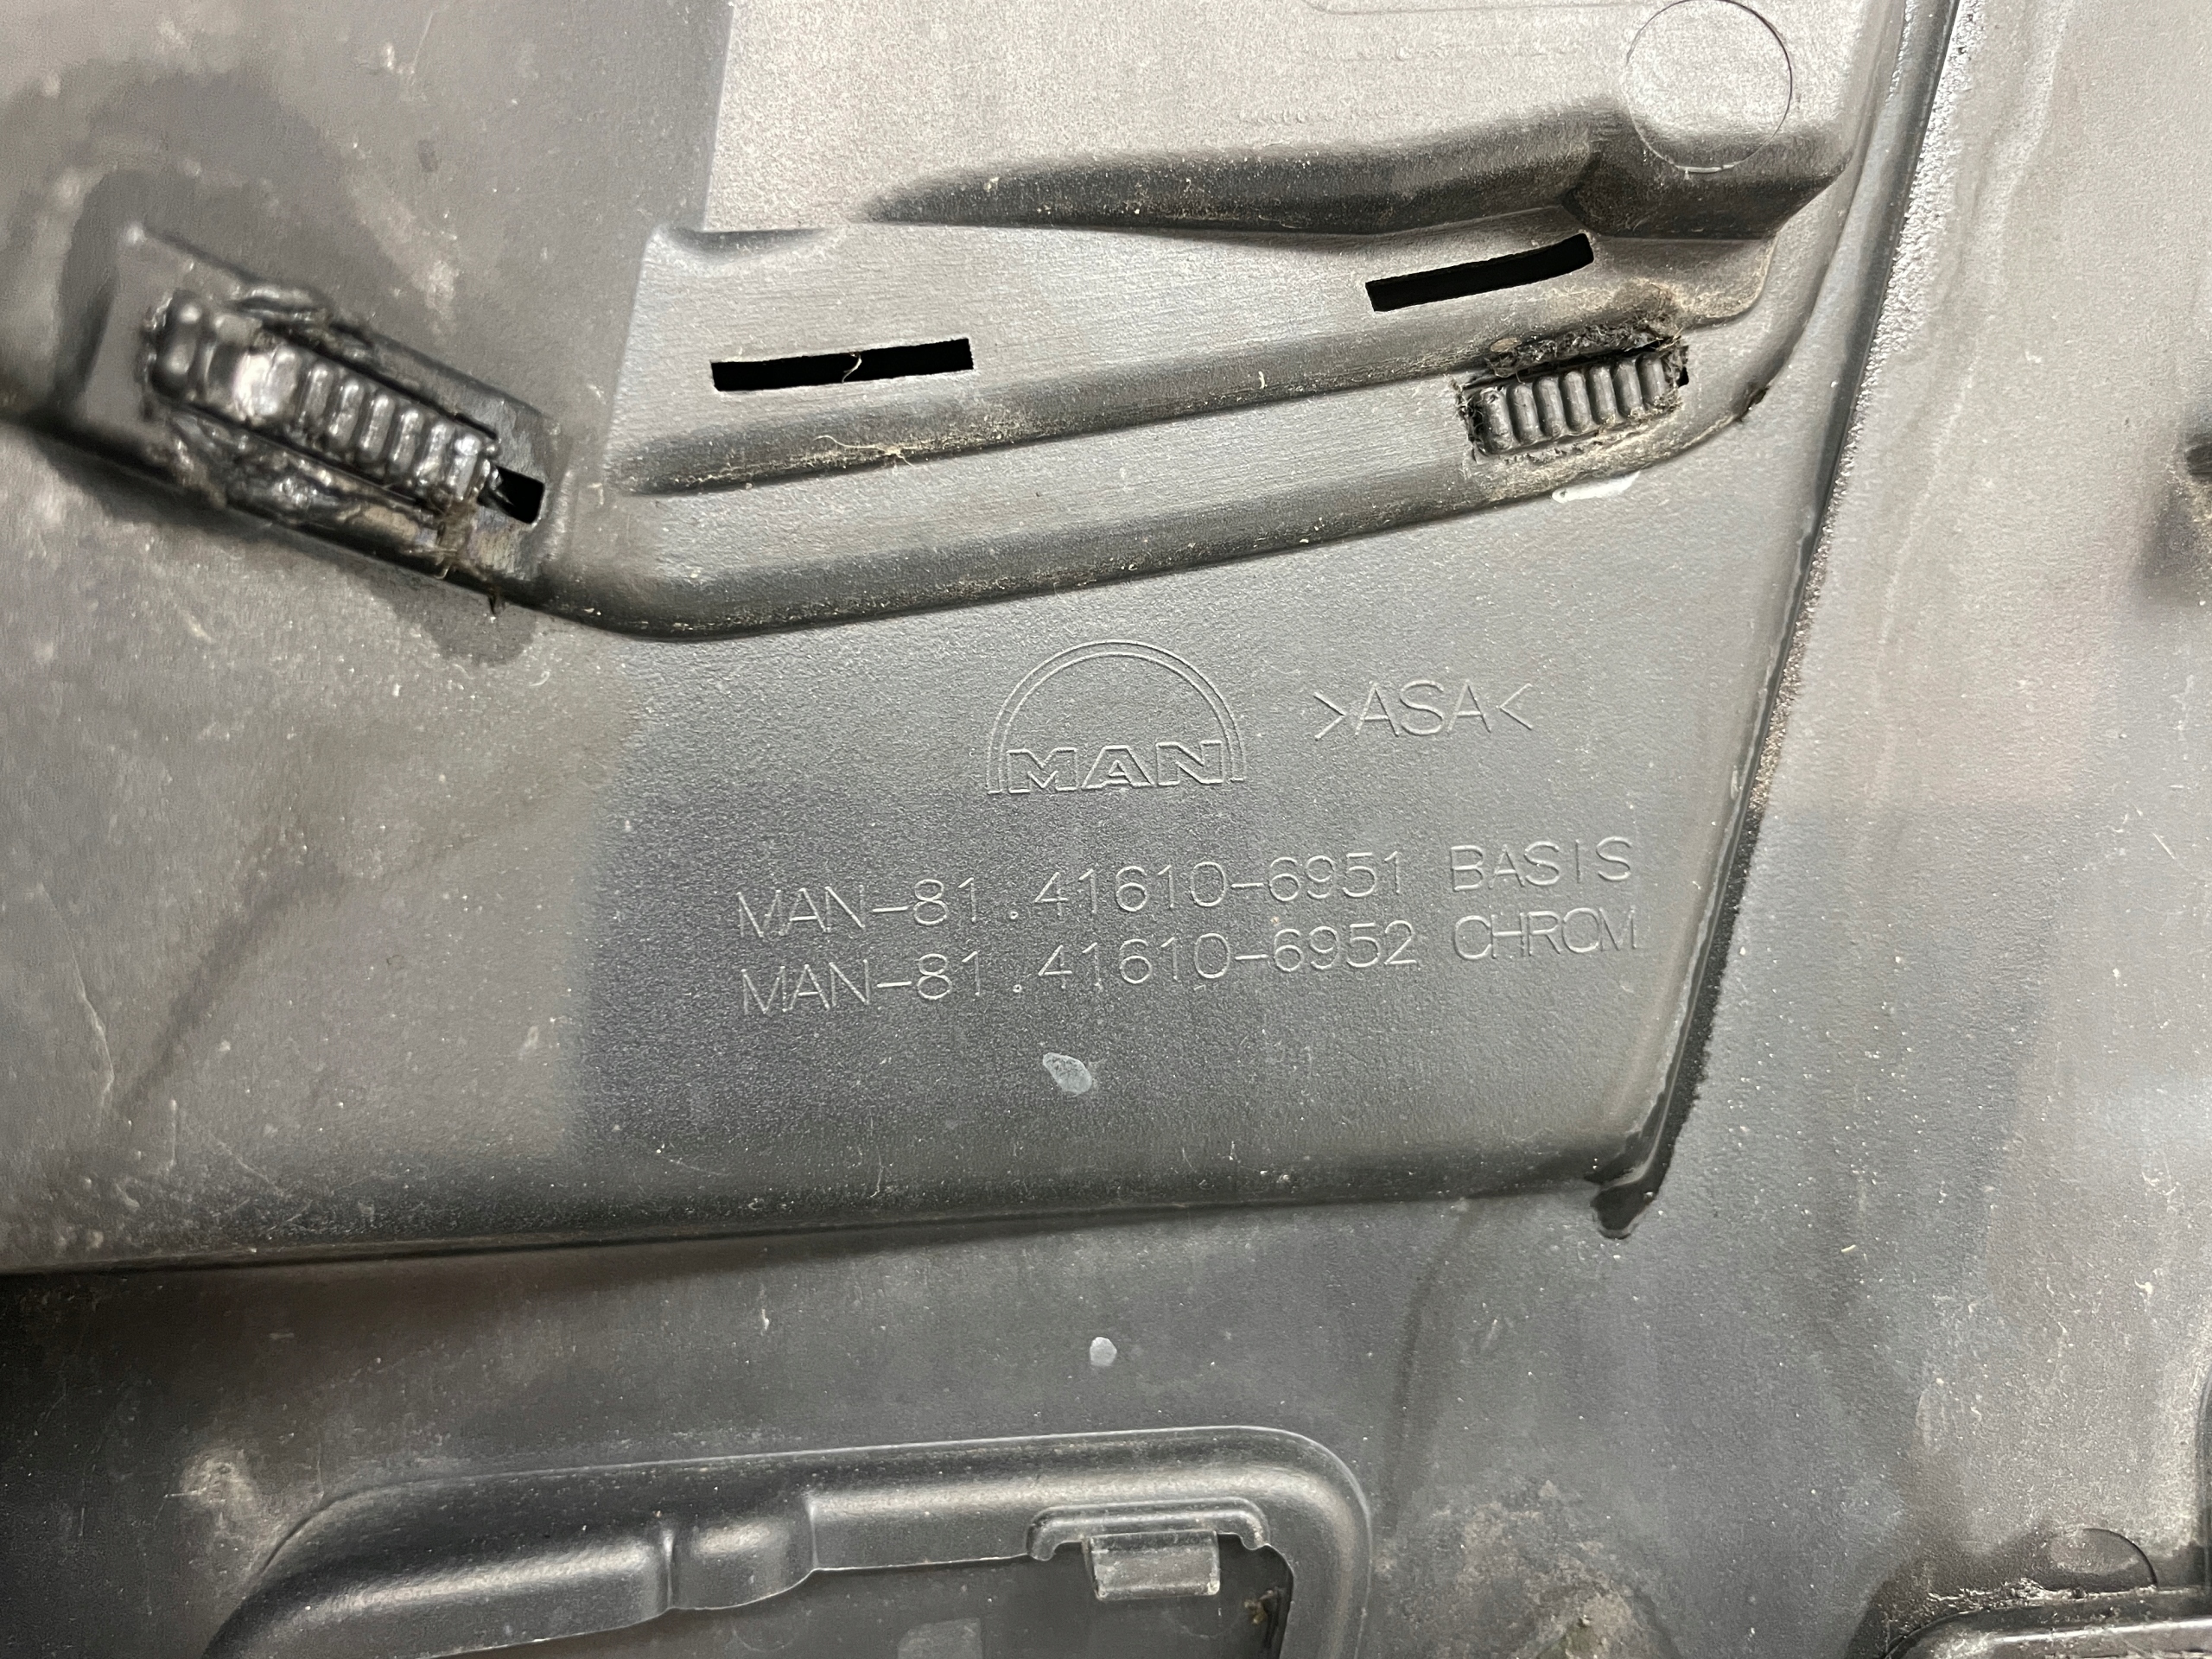 MAN
>ASA<
MAN-81.41610-6951 BASIS
MAN-81.41610-6952 CHROM